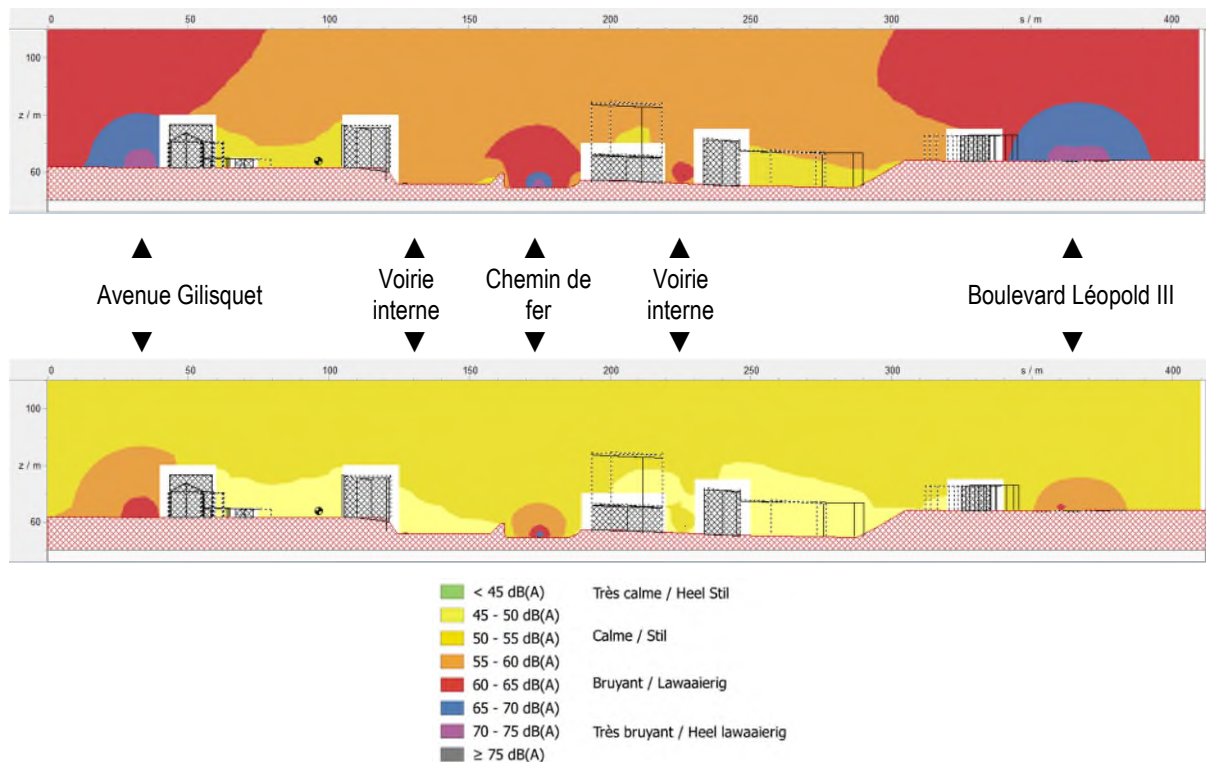 0 50 100 150 200 250 300 s / m 400
100
z / m
60
▲ ▲ ▲ ▲ ▲
Avenue Gilisquet
Voirie
interne
Chemin de
fer
Voirie
interne
Boulevard Léopold III
▼ ▼ ▼ ▼ ▼
0 50 100 150 200 250 300 s / m 400
100
z / m
60
< 45 dB(A) Très calme / Heel Stil
45 - 50 dB(A)
50 - 55 dB(A) Calme / Stil
55 - 60 dB(A)
60 - 65 dB(A) Bruyant / Lawaaierig
65 - 70 dB(A)
70 - 75 dB(A) Très bruyant / Heel lawaaierig
≥ 75 dB(A)